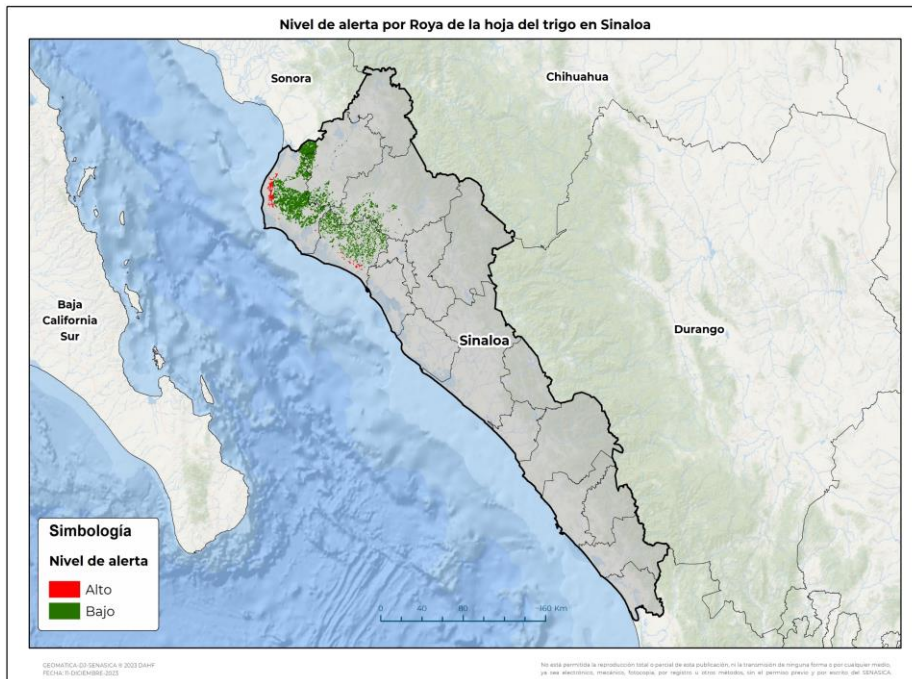 Nivel de alerta por Roya de la hoja del trigo en Sinaloa
Sonora
Chihuahua
Baja
California
Sur
Sinaloa
Durango
Simbología
Nivel de alerta
Alto
Bajo
0 40 80 160 Km
GEOMATICA-DJ-SENASICA ® 2023 DAHF
FECHA: 11-DICIEMBRE-2023
No está permitida la reproducción total o parcial de esta publicación, ni la transmisión de ninguna forma o por cualquier medio,
ya sea electrónico, mecánico, fotocopia, por registro u otros métodos, sin el permiso previo y por escrito del SENASICA.